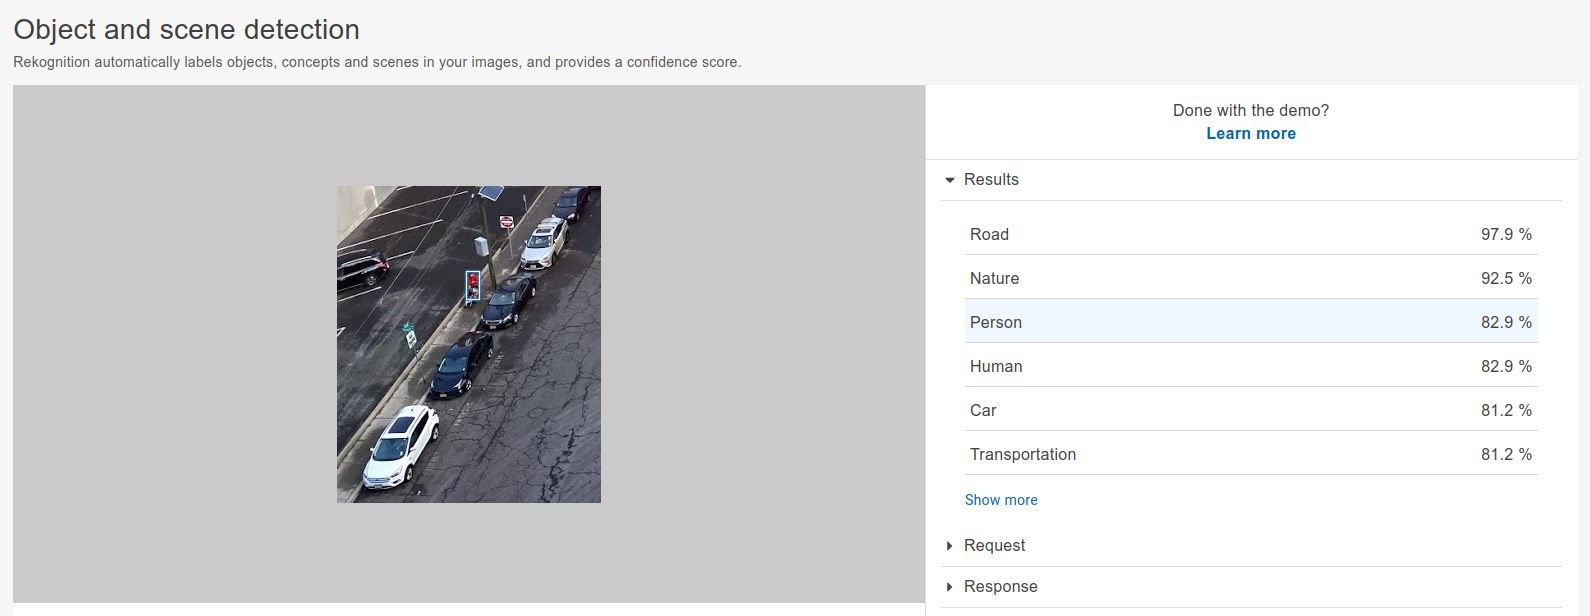 Object and scene detection
Rekognition automatically labels objects, concepts and scenes in your images, and provides a confidence score.
Done with the demo?
Learn more
Results
Road 97.9 %
Nature 92.5 %
Person 82.9 %
Human 82.9 %
Car 81.2 %
Transportation 81.2 %
Show more
Request
Response